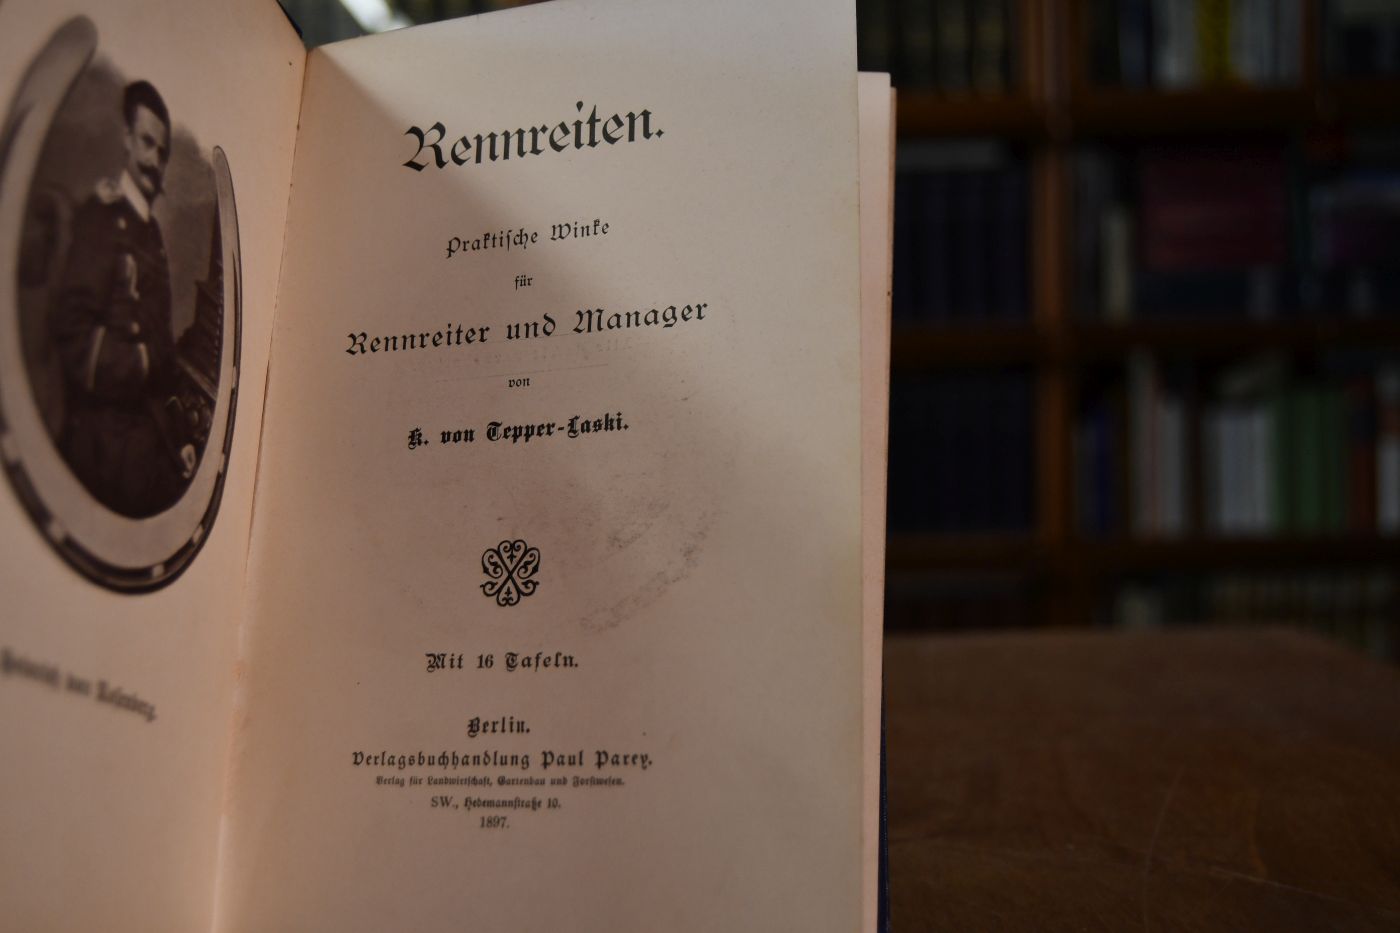 Rennreiten.
Praktische Winke
für
Rennreiter und Manager
von
K. von Tepper-Laski.
Mit 16 Tafeln.
Berlin.
Verlagsbuchhandlung Paul Parey.
Verlag für Landwirtschaft, Gartenbau und Forstwesen.
SW., Hedemannstraße 10.
1897.